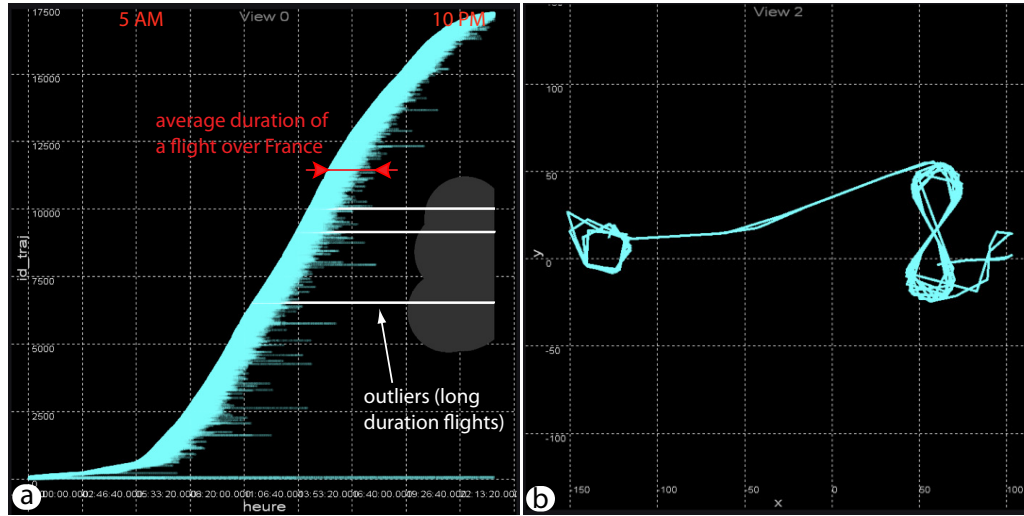 5 AM
View 0
10 PM
17500
15000
average duration of
a flight over France
12500
10000
id_traj
7500
5000
outliers (long
duration flights)
2500
a
heure
View 2
100
y
50
0
-50
-100
-150
-100
-50
0
50
100
x
b